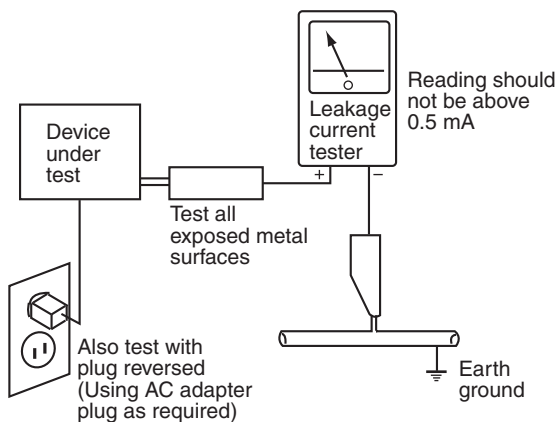 Device
under
test
Leakage
current
tester
+
−
Reading should
not be above
0.5 mA
Test all
exposed metal
surfaces
Also test with
plug reversed
(Using AC adapter
plug as required)
Earth
ground